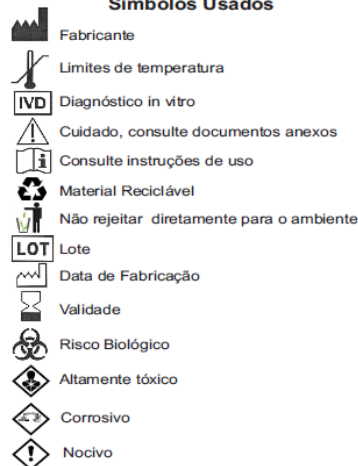 Símbolos Usados
Fabricante
Limites de temperatura
IVD Diagnóstico in vitro
Cuidado, consulte documentos anexos
Consulte instruções de uso
Material Reciclável
Não rejeitar diretamente para o ambiente
LOT Lote
Data de Fabricação
Validade
Risco Biológico
Altamente tóxico
Corrosivo
Nocivo